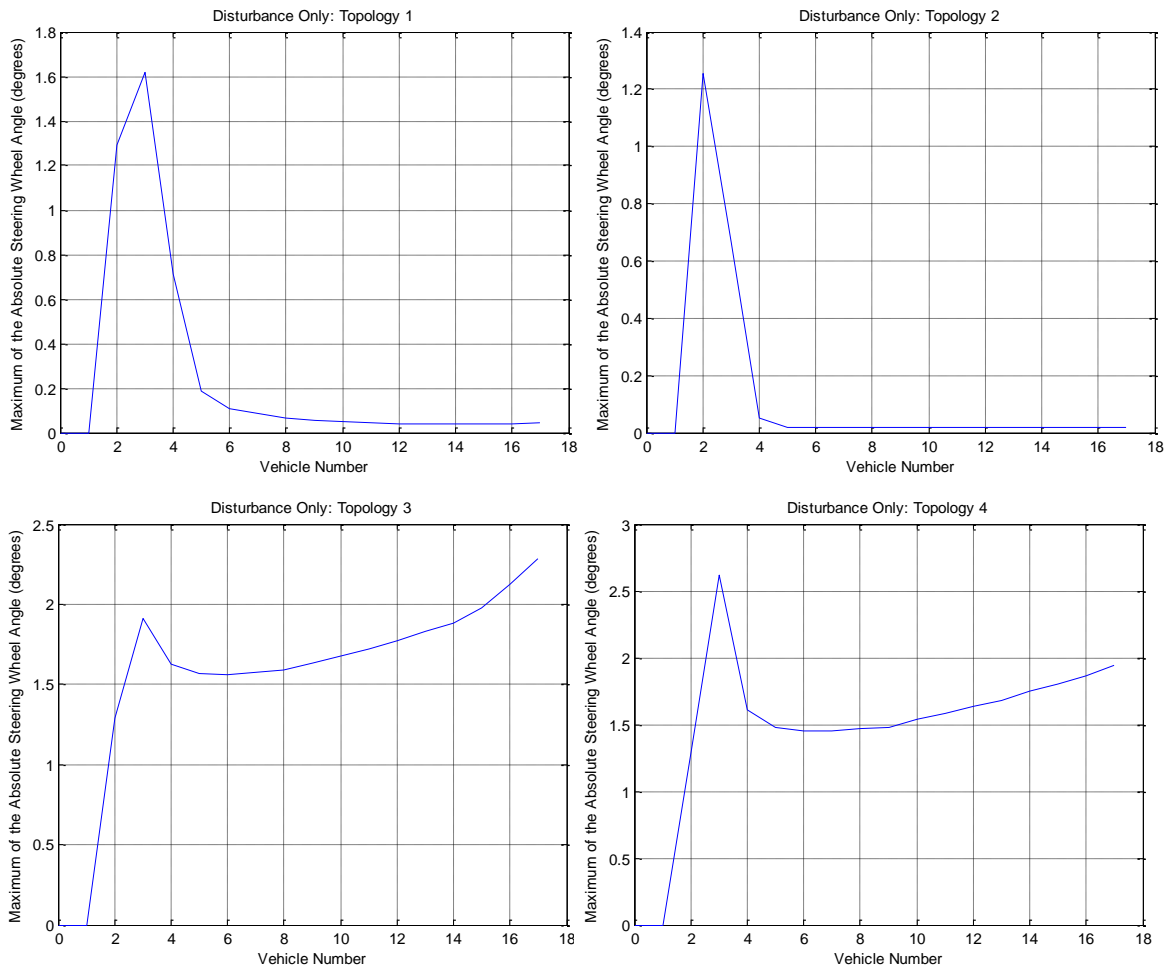 Disturbance Only: Topology 1
Maximum of the Absolute Steering Wheel Angle (degrees)
1.8
1.6
1.4
1.2
1
0.8
0.6
0.4
0.2
0
0 2 4 6 8 10 12 14 16 18
Vehicle Number
Disturbance Only: Topology 2
Maximum of the Absolute Steering Wheel Angle (degrees)
1.4
1.2
1
0.8
0.6
0.4
0.2
0
0 2 4 6 8 10 12 14 16 18
Vehicle Number
Disturbance Only: Topology 3
Maximum of the Absolute Steering Wheel Angle (degrees)
2.5
2
1.5
1
0.5
0
0 2 4 6 8 10 12 14 16 18
Vehicle Number
Disturbance Only: Topology 4
Maximum of the Absolute Steering Wheel Angle (degrees)
3
2.5
2
1.5
1
0.5
0
0 2 4 6 8 10 12 14 16 18
Vehicle Number